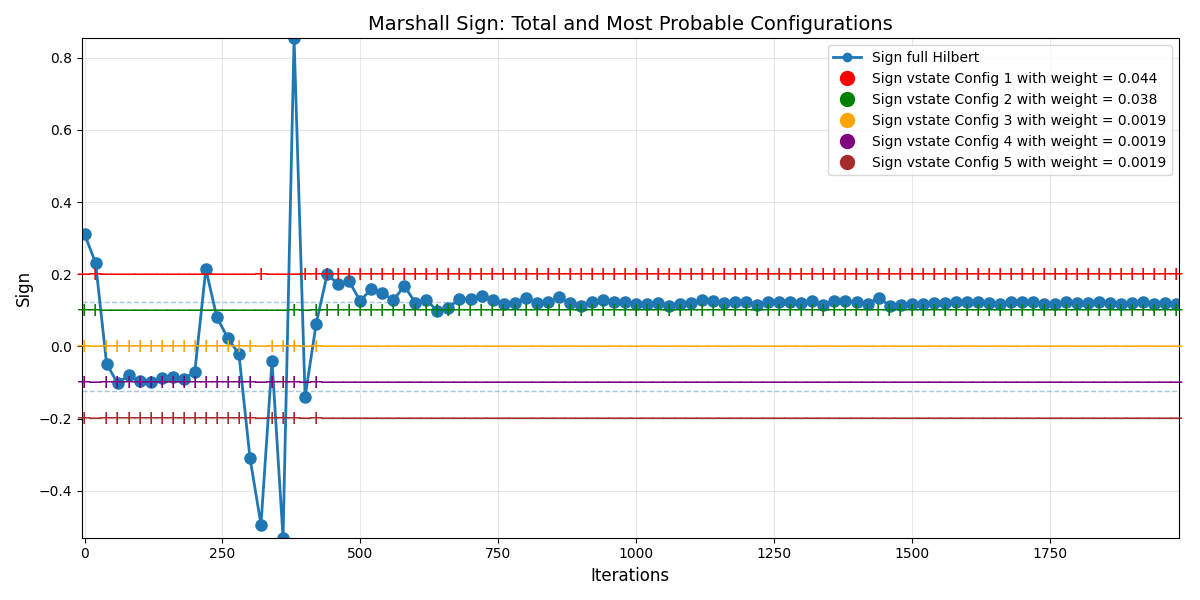 Marshall Sign: Total and Most Probable Configurations
Sign full Hilbert
Sign vstate Config 1 with weight = 0.044
Sign vstate Config 2 with weight = 0.038
Sign vstate Config 3 with weight = 0.0019
Sign vstate Config 4 with weight = 0.0019
Sign vstate Config 5 with weight = 0.0019
Sign
0.8
0.6
0.4
0.2
0.0
−0.2
−0.4
0
250
500
750
1000
1250
1500
1750
Iterations